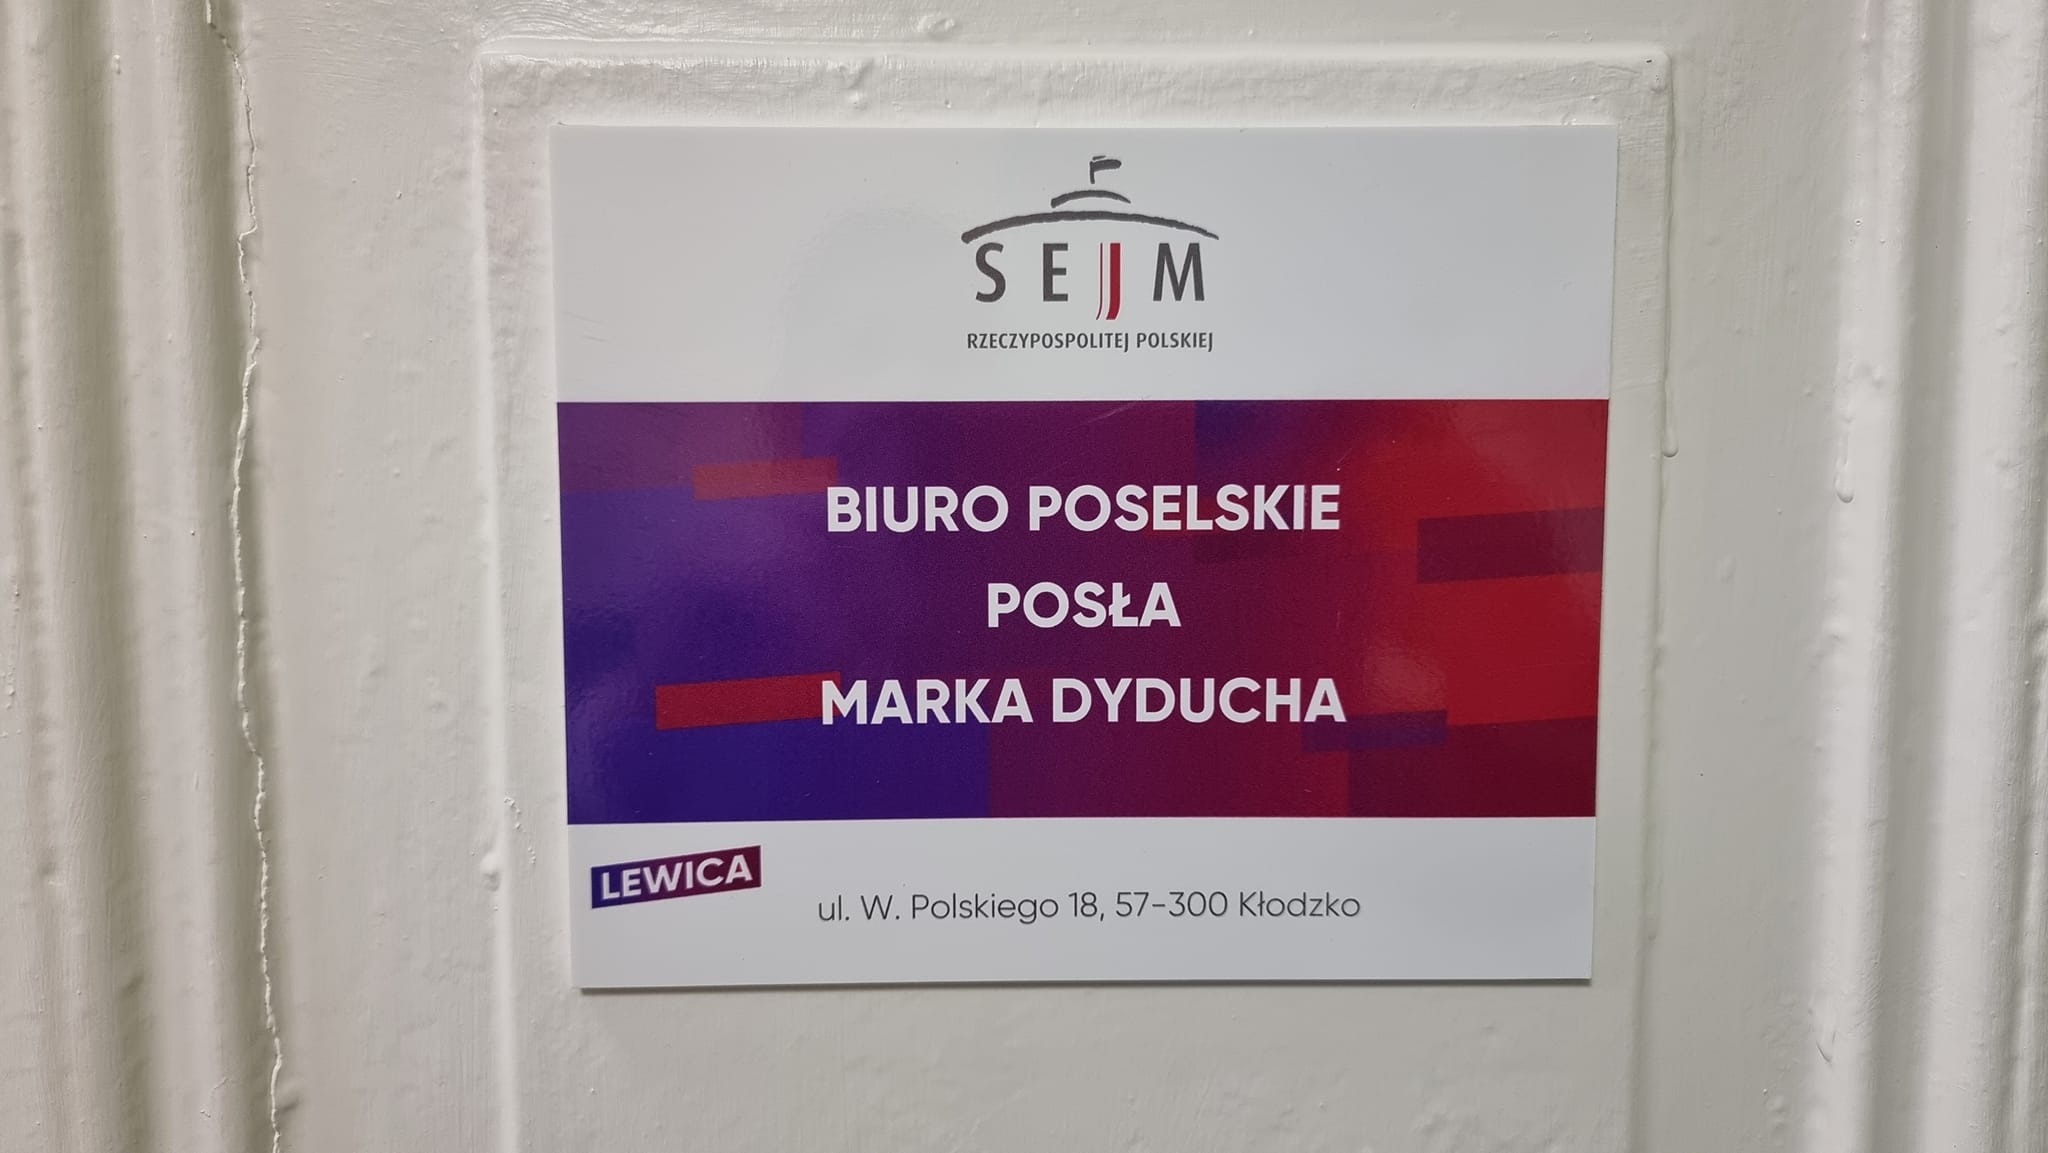 SEJM
RZECZYPOSPOLITEJ POLSKIEJ
BIURO POSELSKIE
POSŁA
MARKA DYDUCHA
LEWICA
ul. W. Polskiego 18, 57-300 Kłodzko